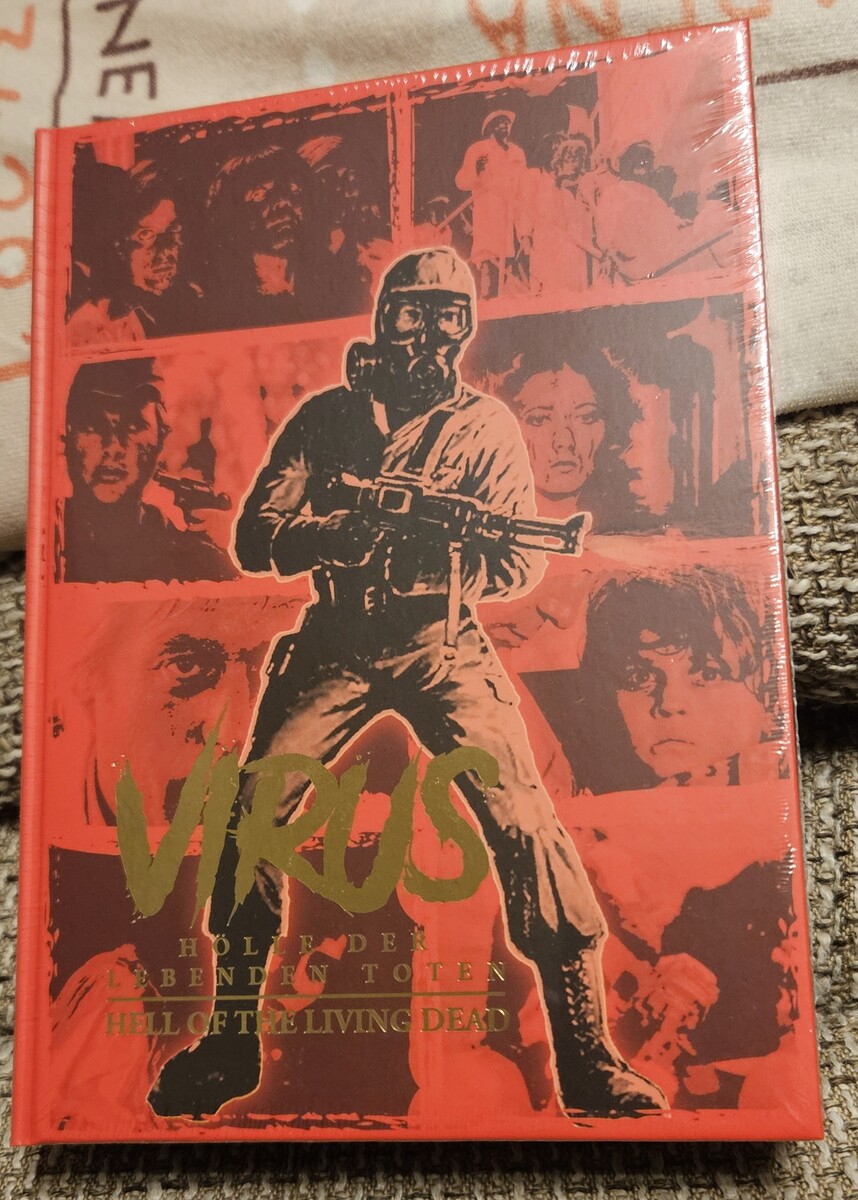 VIRUS
HÖLLE DER
LEBENDEN TOTEN
HELL OF THE LIVING DEAD